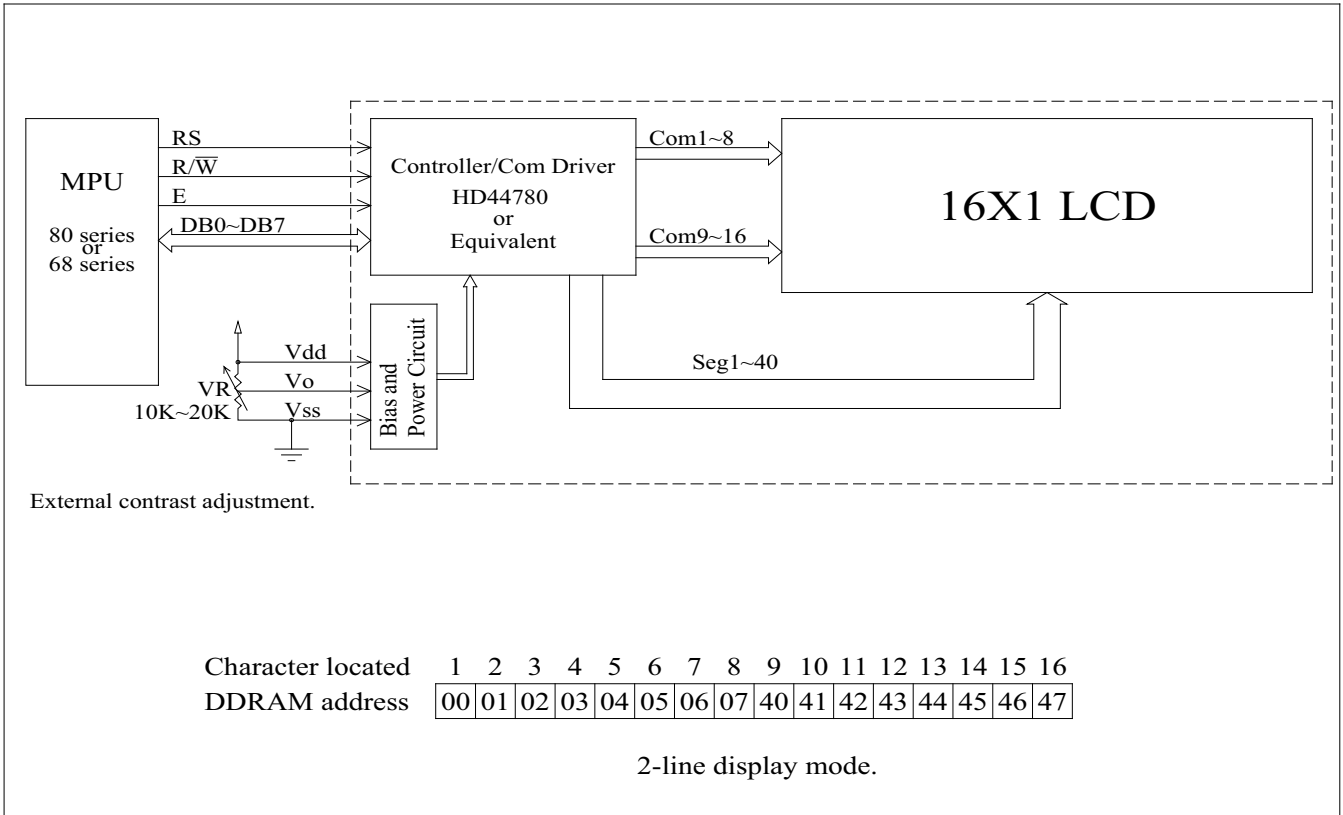 MPU
80 series
or
68 series
RS
R/W̅
E
DB0~DB7
Controller/Com Driver
HD44780
or
Equivalent
Com1~8
Com9~16
16X1 LCD
Seg1~40
Bias and
Power Circuit
Vdd
Vo
Vss
VR
10K~20K
External contrast adjustment.
Character located 1 2 3 4 5 6 7 8 9 10 11 12 13 14 15 16
DDRAM address 00 01 02 03 04 05 06 07 40 41 42 43 44 45 46 47
2-line display mode.